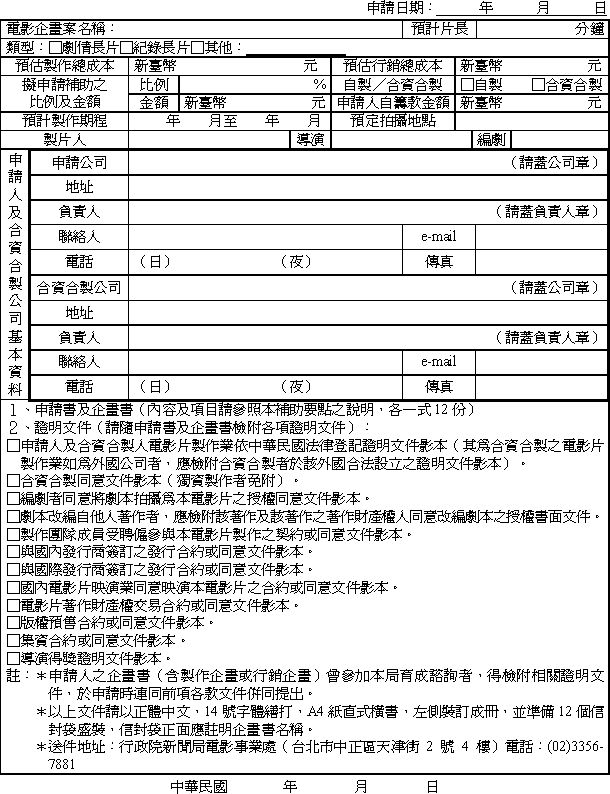 申請日期： 年 月 日
電影企畫案名稱： 預計片長 分鐘
類型：□劇情長片□紀錄長片□其他：
預估製作總成本 新臺幣 元 預估行銷總成本 新臺幣 元
擬申請補助之比例及金額 比例 % 自製／合資合製 □自製 □合資合製
金額 新臺幣 元 申請人自籌款金額 新臺幣 元
預計製作期程 年 月至 年 月 預定拍攝地點
製片人 導演 編劇
申請人及合資合製公司基本資料
申請公司 （請蓋公司章）
地址
負責人 （請蓋負責人章）
聯絡人 e-mail
電話 （日） （夜） 傳真
合資合製公司 （請蓋公司章）
地址
負責人 （請蓋負責人章）
聯絡人 e-mail
電話 （日） （夜） 傳真
1、申請書及企畫書（內容及項目請參照本補助要點之說明，各一式12份）
2、證明文件（請隨申請書及企畫書檢附各項證明文件）：
□申請人及合資合製人電影片製作業依中華民國法律登記證明文件影本（其為合資合製之電影片
製作業如為外國公司者，應檢附合資合製者於該外國合法設立之證明文件影本）。
□合資合製同意文件影本（獨資製作者免附）。
□編劇者同意將劇本拍攝為本電影片之授權同意文件影本。
□劇本改編自他人著作者，應檢附該著作及該著作之著作財產權人同意改編劇本之授權書面文件。
□製作團隊成員受聘僱參與本電影片製作之契約或同意文件影本。
□與國內發行商簽訂之發行合約或同意文件影本。
□與國際發行商簽訂之發行合約或同意文件影本。
□國內電影片映演業同意映演本電影片之合約或同意文件影本。
□電影片著作財產權交易合約或同意文件影本。
□版權預售合約或同意文件影本。
□集資合約或同意文件影本。
□導演得獎證明文件影本。
註：＊申請人之企畫書（含製作企畫或行銷企畫）曾參加本局育成諮詢者，得檢附相關證明文
件，於申請時連同前項各款文件併同提出。
＊以上文件請以正體中文，14號字體繕打，A4紙直式橫書，左側裝訂成冊，並準備12個信
封袋盛裝，信封袋正面應註明企畫書名稱。
＊送件地址：行政院新聞局電影事業處（台北市中正區天津街 2 號 4 樓）電話：(02)3356-
7881
中華民國 年 月 日